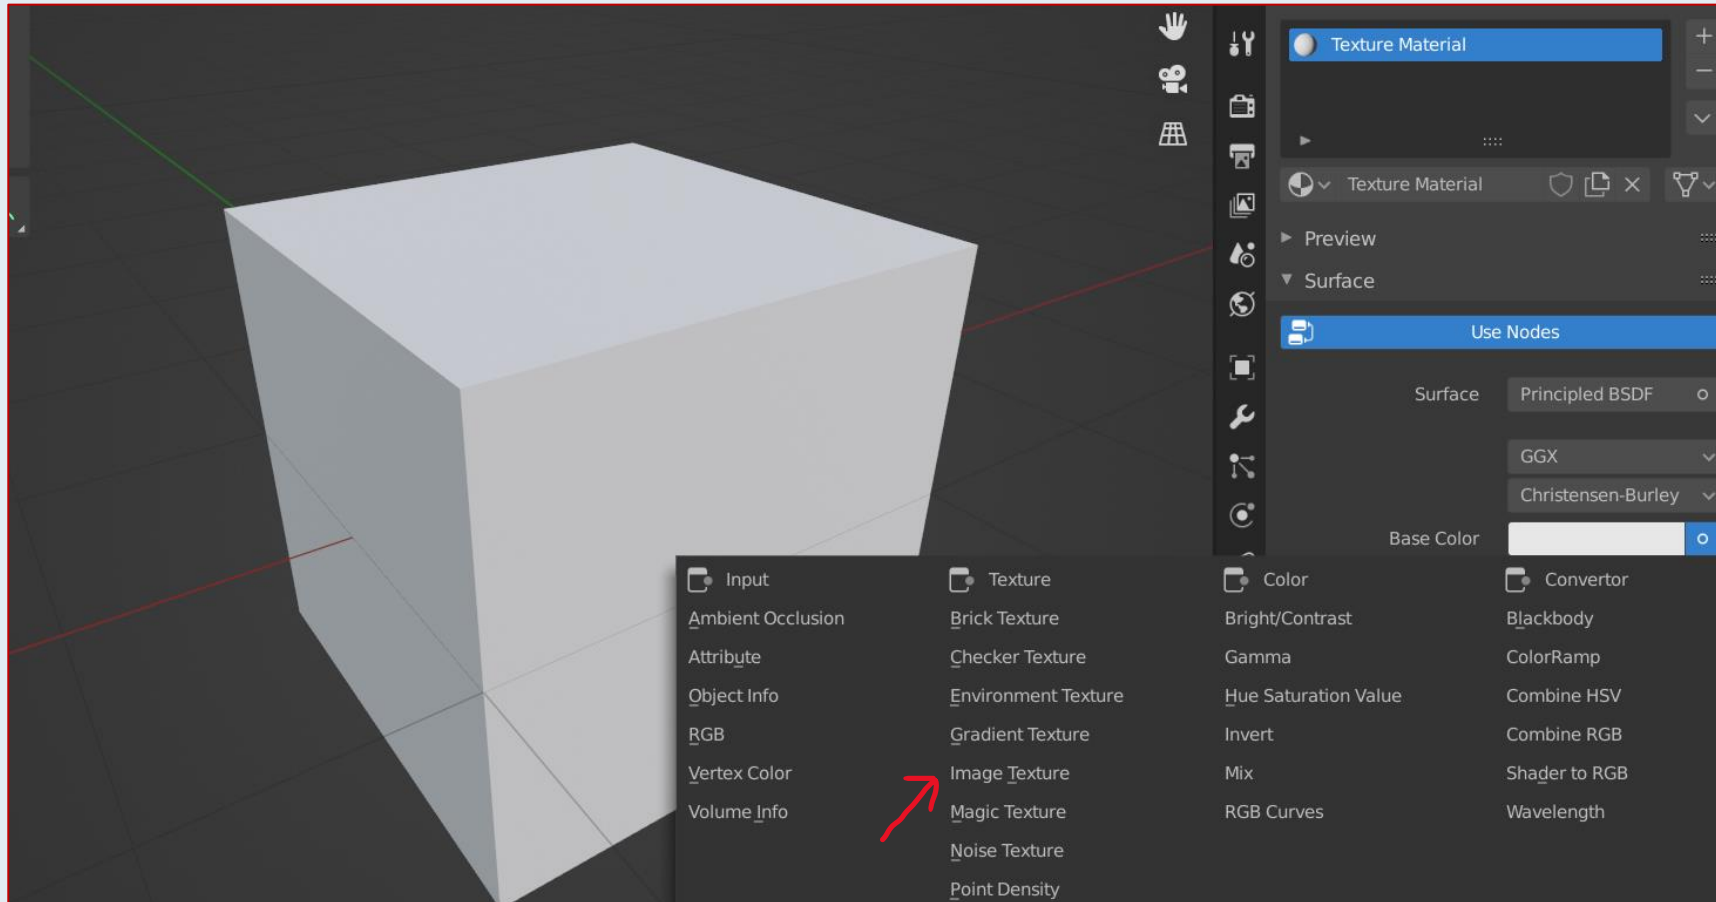 Texture Material
Texture Material
Preview
Surface
Use Nodes
Surface Principled BSDF
GGX
Christensen-Burley
Base Color
Input
Ambient Occlusion
Attribute
Object Info
RGB
Vertex Color
Volume Info
Texture
Brick Texture
Checker Texture
Environment Texture
Gradient Texture
Image Texture
Magic Texture
Noise Texture
Point Density
Color
Bright/Contrast
Gamma
Hue Saturation Value
Invert
Mix
RGB Curves
Convertor
Blackbody
ColorRamp
Combine HSV
Combine RGB
Shader to RGB
Wavelength